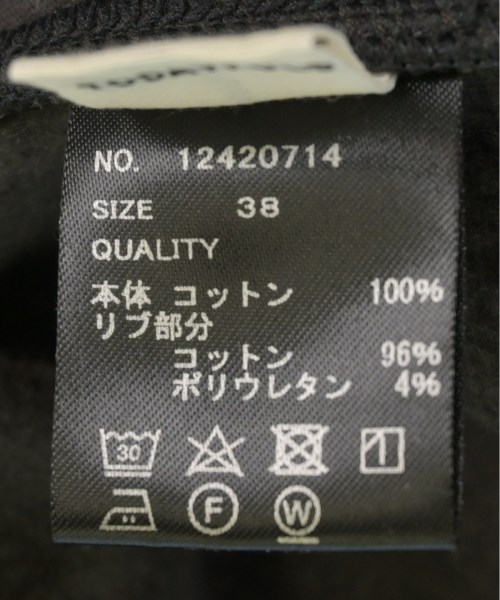 NO. 12420714
SIZE 38
QUALITY
本体 コットン 100%
リブ部分
コットン 96%
ポリウレタン 4%
30
F W